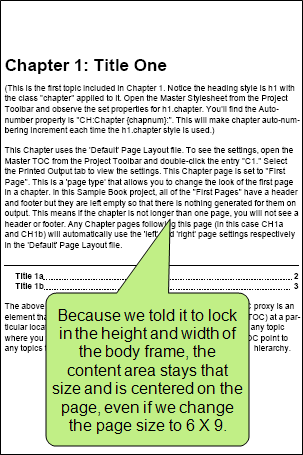 Chapter 1: Title One
(This is the first topic included in Chapter 1. Notice the heading style is h1 with
the class "chapter" applied to it. Open the Master Stylesheet from the Project
Toolbar and observe the set properties for h1.chapter. You'll find the Auto-
number property is "CH:Chapter {chapnum}:". This will make chapter auto-num-
bering increment each time the h1.chapter style is used.)
This Chapter uses the 'Default' Page Layout file. To see the settings, open the
Master TOC from the Project Toolbar and double-click the entry "C1." Select
the Printed Output tab to view the settings. This Chapter page is set to "First
Page". This is a 'page type' that allows you to change the look of the first page
in a chapter. In this Sample Book project, all of the "First Pages" have a header
and footer but they are left empty so that there is nothing generated for them on
output. This means if the chapter is not longer than one page, you will not see a
header or footer. Any Chapter pages following this page (in this case CH1a
and CH1b) will automatically use the 'left' and 'right' page settings respectively
in the 'Default' Page Layout file.
Title 1a 2
Title 1b 3
The above proxy is an
element tha TOC) at a par-
ticular loca any topic
where you OC point to
any topics hierarchy.
Because we told it to lock
in the height and width of
the body frame, the
content area stays that
size and is centered on the
page, even if we change
the page size to 6 X 9.